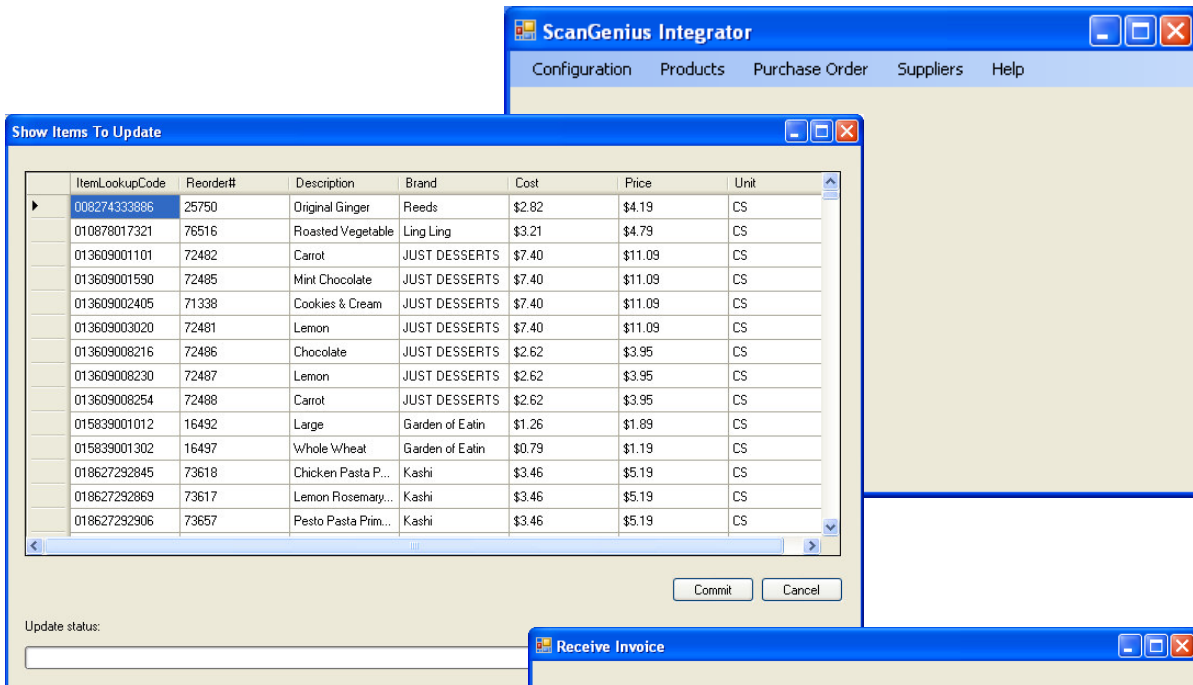 ScanGenius Integrator
Configuration Products Purchase Order Suppliers Help
Show Items To Update
ItemLookupCode Reorder# Description Brand Cost Price Unit
008274333886 25750 Original Ginger Reeds $2.82 $4.19 CS
010878017321 76516 Roasted Vegetable Ling Ling $3.21 $4.79 CS
013609001101 72482 Carrot JUST DESSERTS $7.40 $11.09 CS
013609001590 72485 Mint Chocolate JUST DESSERTS $7.40 $11.09 CS
013609002405 71338 Cookies & Cream JUST DESSERTS $7.40 $11.09 CS
013609003020 72481 Lemon JUST DESSERTS $7.40 $11.09 CS
013609008216 72486 Chocolate JUST DESSERTS $2.62 $3.95 CS
013609008230 72487 Lemon JUST DESSERTS $2.62 $3.95 CS
013609008254 72488 Carrot JUST DESSERTS $2.62 $3.95 CS
015839001012 16492 Large Garden of Eatin $1.26 $1.89 CS
015839001302 16497 Whole Wheat Garden of Eatin $0.79 $1.19 CS
018627292845 73618 Chicken Pasta P... Kashi $3.46 $5.19 CS
018627292869 73617 Lemon Rosemary... Kashi $3.46 $5.19 CS
018627292906 73657 Pesto Pasta Prim... Kashi $3.46 $5.19 CS
Commit Cancel
Update status:
Receive Invoice